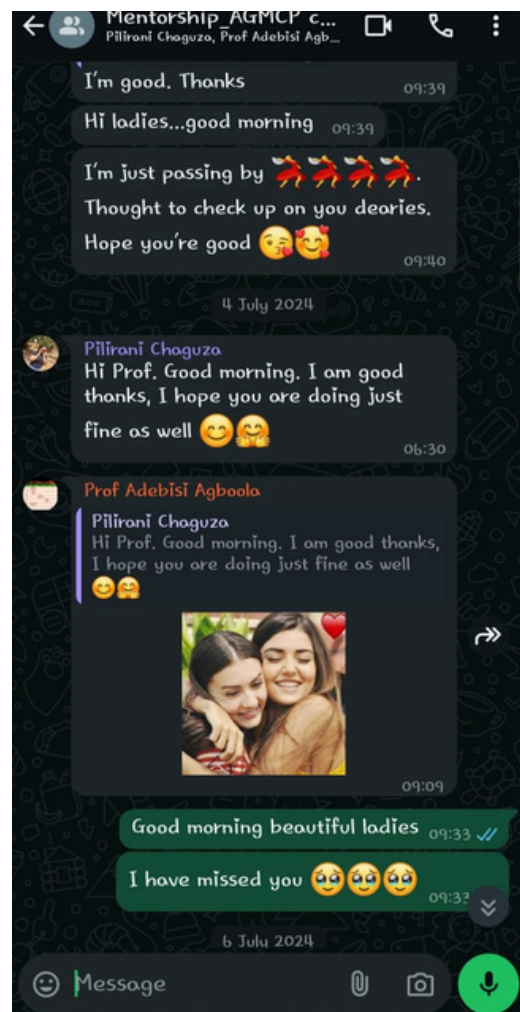 Mentorship_AGMCP c...
Pilirani Chaguza, Prof Adebisi Agb...
I'm good. Thanks
09:39
Hi ladies...good morning 09:39
I'm just passing by 💃💃💃💃.
Thought to check up on you dearies.
Hope you're good 😘🥰
09:40
4 July 2024
Pilirani Chaguza
Hi Prof. Good morning. I am good
thanks, I hope you are doing just
fine as well 😊🤗
06:30
Prof Adebisi Agboola
Pilirani Chaguza
Hi Prof. Good morning. I am good thanks,
I hope you are doing just fine as well
😊🤗
09:09
Good morning beautiful ladies 09:33
I have missed you 🥹🥹🥹
09:33
6 July 2024
Message